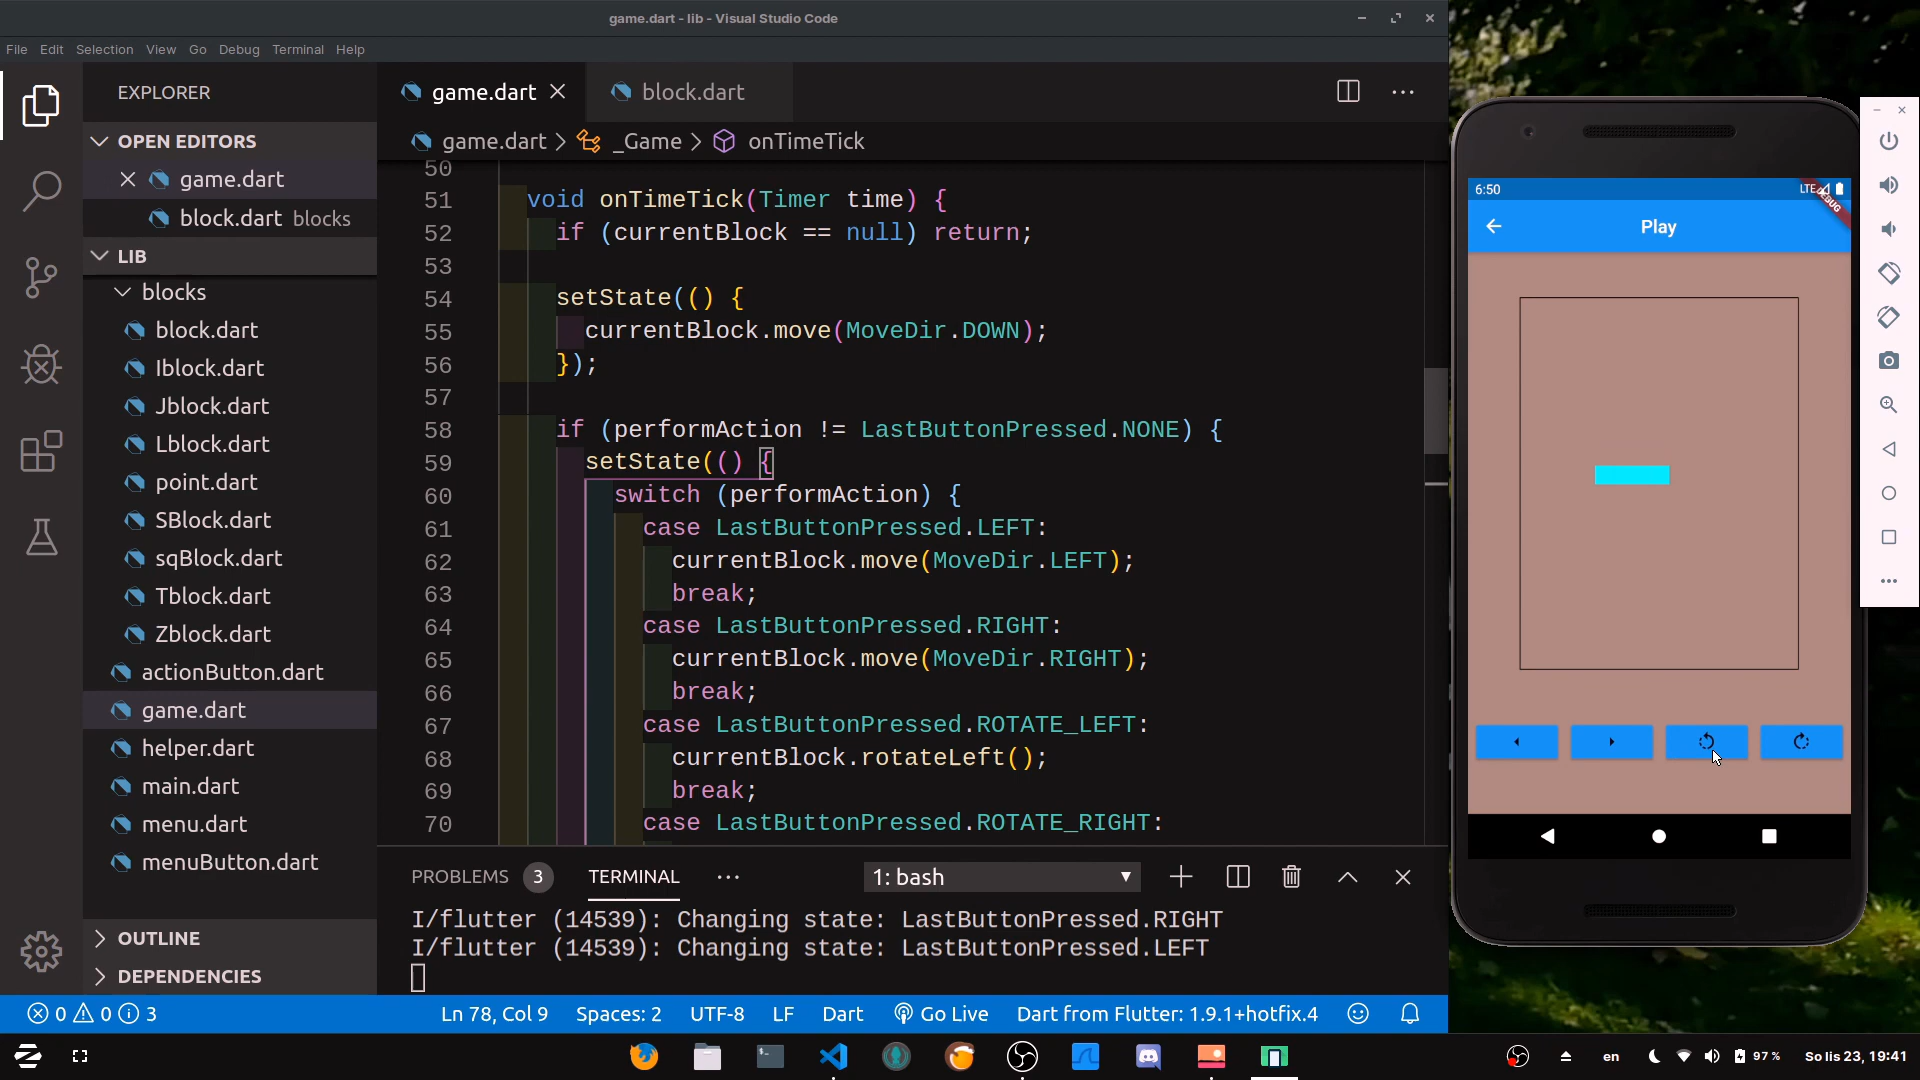 game.dart - lib - Visual Studio Code
File Edit Selection View Go Debug Terminal Help
EXPLORER
OPEN EDITORS
game.dart
block.dart blocks
LIB
blocks
block.dart
Iblock.dart
Jblock.dart
Lblock.dart
point.dart
SBlock.dart
sqBlock.dart
Tblock.dart
Zblock.dart
actionButton.dart
game.dart
helper.dart
main.dart
menu.dart
menuButton.dart
OUTLINE
DEPENDENCIES
game.dart
block.dart
game.dart > _Game > onTimeTick
50
51 void onTimeTick(Timer time) {
52 if (currentBlock == null) return;
53
54 setState(() {
55 currentBlock.move(MoveDir.DOWN);
56 });
57
58 if (performAction != LastButtonPressed.NONE) {
59 setState(() {
60 switch (performAction) {
61 case LastButtonPressed.LEFT:
62 currentBlock.move(MoveDir.LEFT);
63 break;
64 case LastButtonPressed.RIGHT:
65 currentBlock.move(MoveDir.RIGHT);
66 break;
67 case LastButtonPressed.ROTATE_LEFT:
68 currentBlock.rotateLeft();
69 break;
70 case LastButtonPressed.ROTATE_RIGHT:
PROBLEMS 3 TERMINAL 1: bash
I/flutter (14539): Changing state: LastButtonPressed.RIGHT
I/flutter (14539): Changing state: LastButtonPressed.LEFT
0 0 3 Ln 78, Col 9 Spaces: 2 UTF-8 LF Dart Go Live Dart from Flutter: 1.9.1+hotfix.4
6:50 LTE
DEBUG
Play
en 97 % So lis 23, 19:41